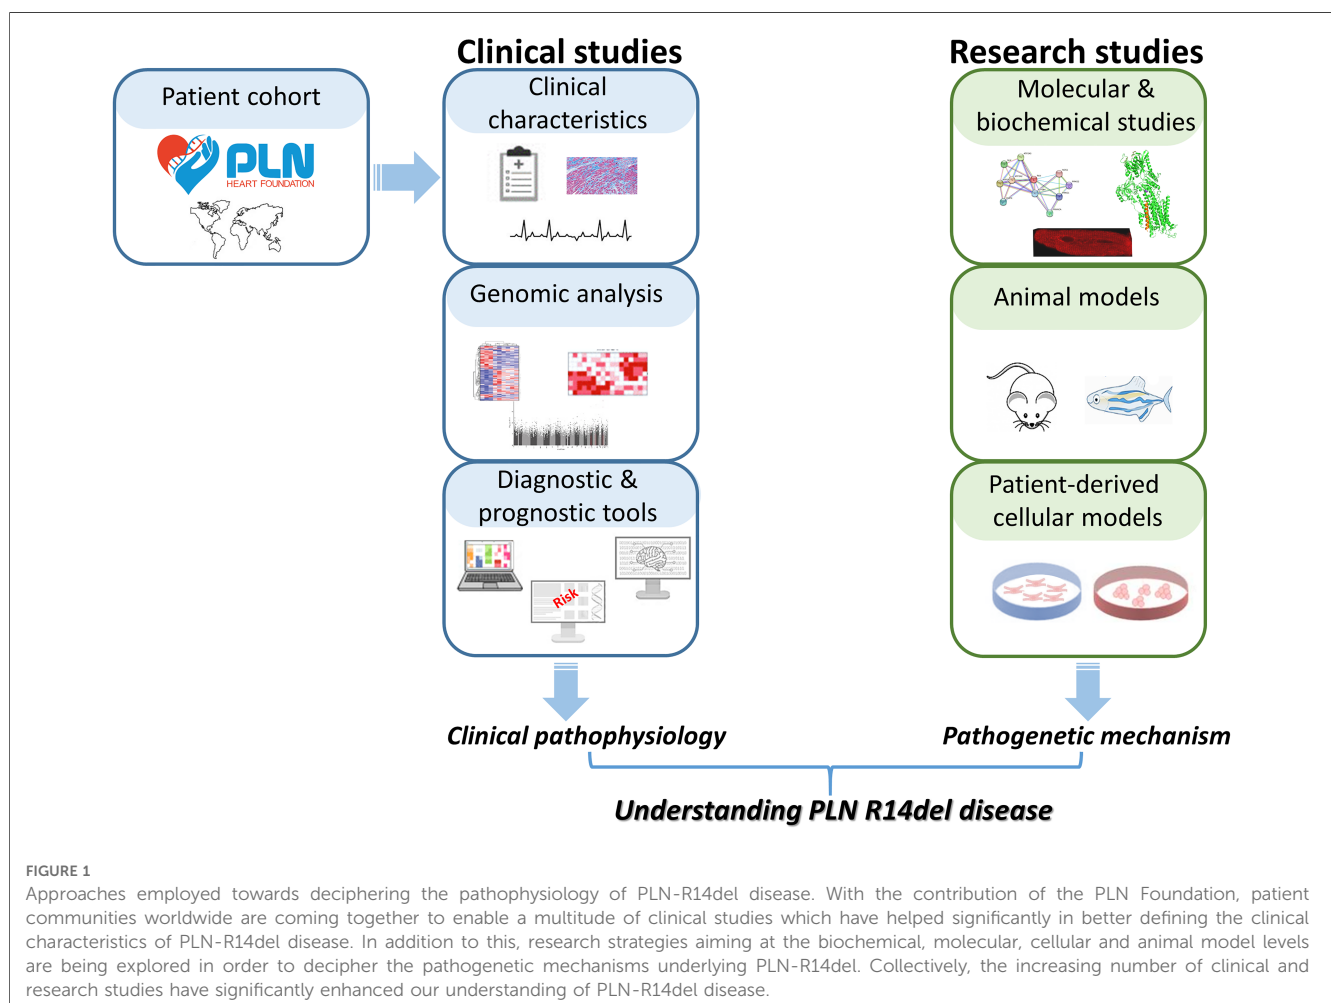 Clinical studies
Research studies
Patient cohort
PLN
HEART FOUNDATION
Clinical
characteristics
Molecular &
biochemical studies
Genomic analysis
Animal models
Diagnostic &
prognostic tools
Risk
Patient-derived
cellular models
Clinical pathophysiology
Pathogenetic mechanism
Understanding PLN R14del disease
FIGURE 1
Approaches employed towards deciphering the pathophysiology of PLN-R14del disease. With the contribution of the PLN Foundation, patient
communities worldwide are coming together to enable a multitude of clinical studies which have helped significantly in better defining the clinical
characteristics of PLN-R14del disease. In addition to this, research strategies aiming at the biochemical, molecular, cellular and animal model levels
are being explored in order to decipher the pathogenetic mechanisms underlying PLN-R14del. Collectively, the increasing number of clinical and
research studies have significantly enhanced our understanding of PLN-R14del disease.